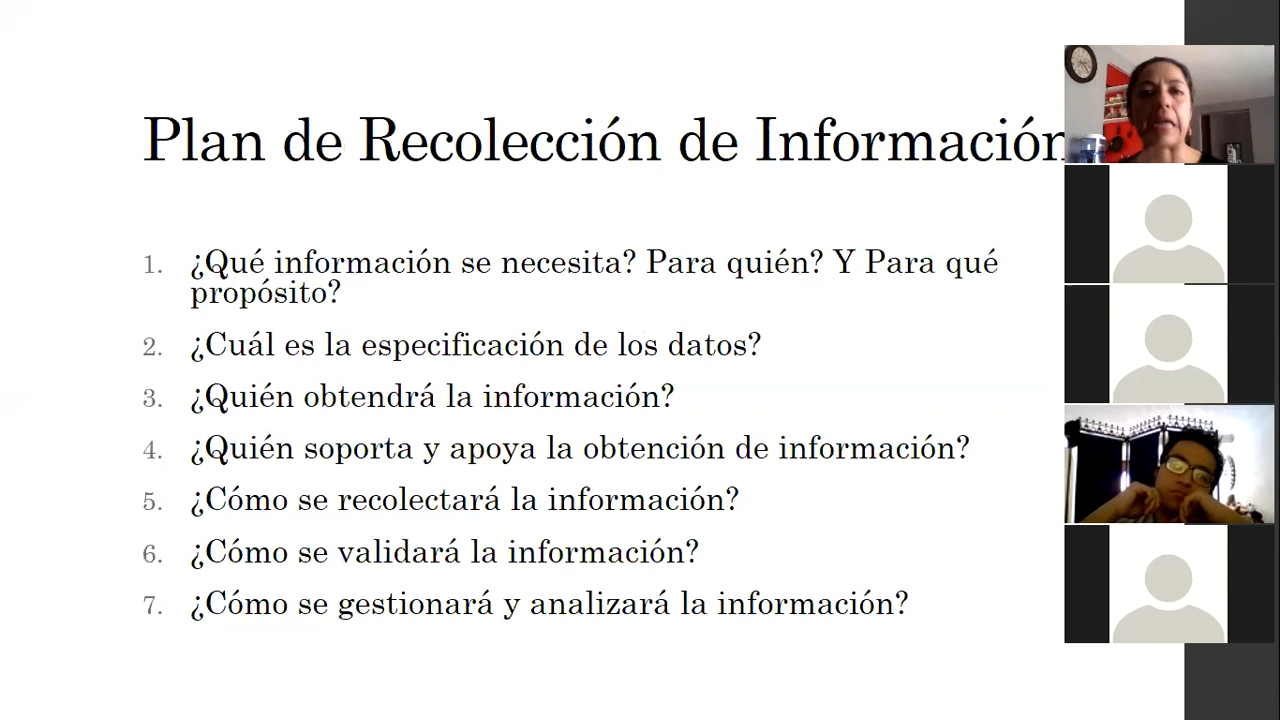 Plan de Recolección de Información
1. ¿Qué información se necesita? Para quién? Y Para qué
propósito?
2. ¿Cuál es la especificación de los datos?
3. ¿Quién obtendrá la información?
4. ¿Quién soporta y apoya la obtención de información?
5. ¿Cómo se recolectará la información?
6. ¿Cómo se validará la información?
7. ¿Cómo se gestionará y analizará la información?